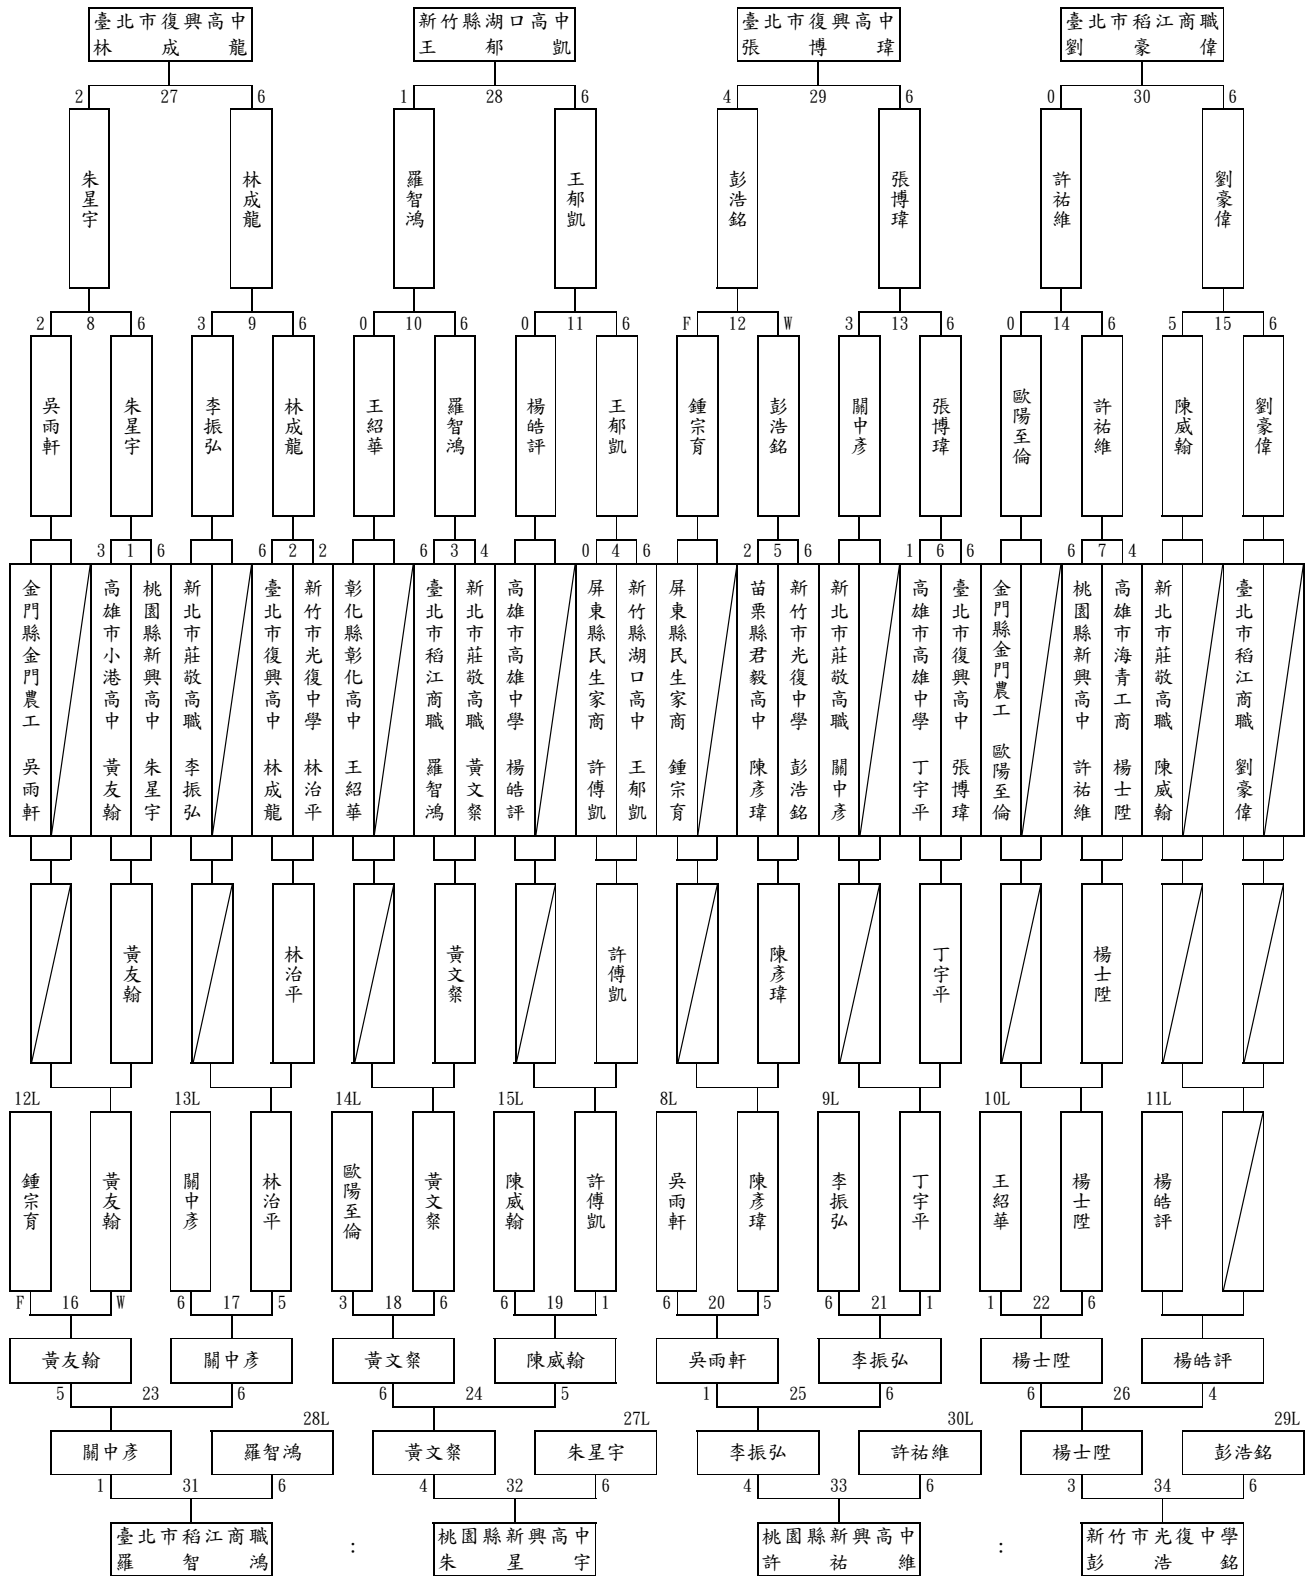 臺北市復興高中 新竹縣湖口高中 臺北市復興高中 臺北市稻江商職
林成龍 王郁凱 張博瑋 劉豪偉
2 27 6 1 28 6 4 29 6 0 30 6
朱星宇 林成龍 羅智鴻 王郁凱 彭浩銘 張博瑋 許祐維 劉豪偉
2 8 6 3 9 6 0 10 6 0 11 6 F 12 W 3 13 6 0 14 6 5 15 6
吳雨軒 朱星宇 李振弘 林成龍 王紹華 羅智鴻 楊皓評 王郁凱 鍾宗育 彭浩銘 關中彥 張博瑋 歐陽至倫 許祐維 陳威翰 劉豪偉
3 1 6 6 2 2 6 3 4 0 4 6 2 5 6 1 6 6 6 7 4
金門縣金門農工 吳雨軒
高雄市小港高中 黃友翰
桃園縣新興高中 朱星宇
新北市莊敬高職 李振弘
臺北市復興高中 林成龍
新竹市光復中學 林治平
彰化縣彰化高中 王紹華
臺北市稻江商職 羅智鴻
新北市莊敬高職 黃文粲
高雄市高雄中學 楊皓評
屏東縣民生家商 許傅凱
新竹縣湖口高中 王郁凱
屏東縣民生家商 鍾宗育
苗栗縣君毅高中 陳彥瑋
新竹市光復中學 彭浩銘
新北市莊敬高職 關中彥
高雄市高雄中學 丁宇平
臺北市復興高中 張博瑋
金門縣金門農工 歐陽至倫
桃園縣新興高中 許祐維
高雄市海青工商 楊士陞
新北市莊敬高職 陳威翰
臺北市稻江商職 劉豪偉
黃友翰 林治平 黃文粲 許傅凱 陳彥瑋 丁宇平 楊士陞
12L 13L 14L 15L 8L 9L 10L 11L
鍾宗育 黃友翰 關中彥 林治平 歐陽至倫 黃文粲 陳威翰 許傅凱 吳雨軒 陳彥瑋 李振弘 丁宇平 王紹華 楊士陞 楊皓評
F 16 W 6 17 5 3 18 6 6 19 1 6 20 5 6 21 1 1 22 6
黃友翰 關中彥 黃文粲 陳威翰 吳雨軒 李振弘 楊士陞 楊皓評
5 23 6 6 24 5 1 25 6 6 26 4
28L 27L 30L 29L
關中彥 羅智鴻 黃文粲 朱星宇 李振弘 許祐維 楊士陞 彭浩銘
1 31 6 4 32 6 4 33 6 3 34 6
臺北市稻江商職 桃園縣新興高中 桃園縣新興高中 新竹市光復中學
羅智鴻 : 朱星宇 許祐維 : 彭浩銘